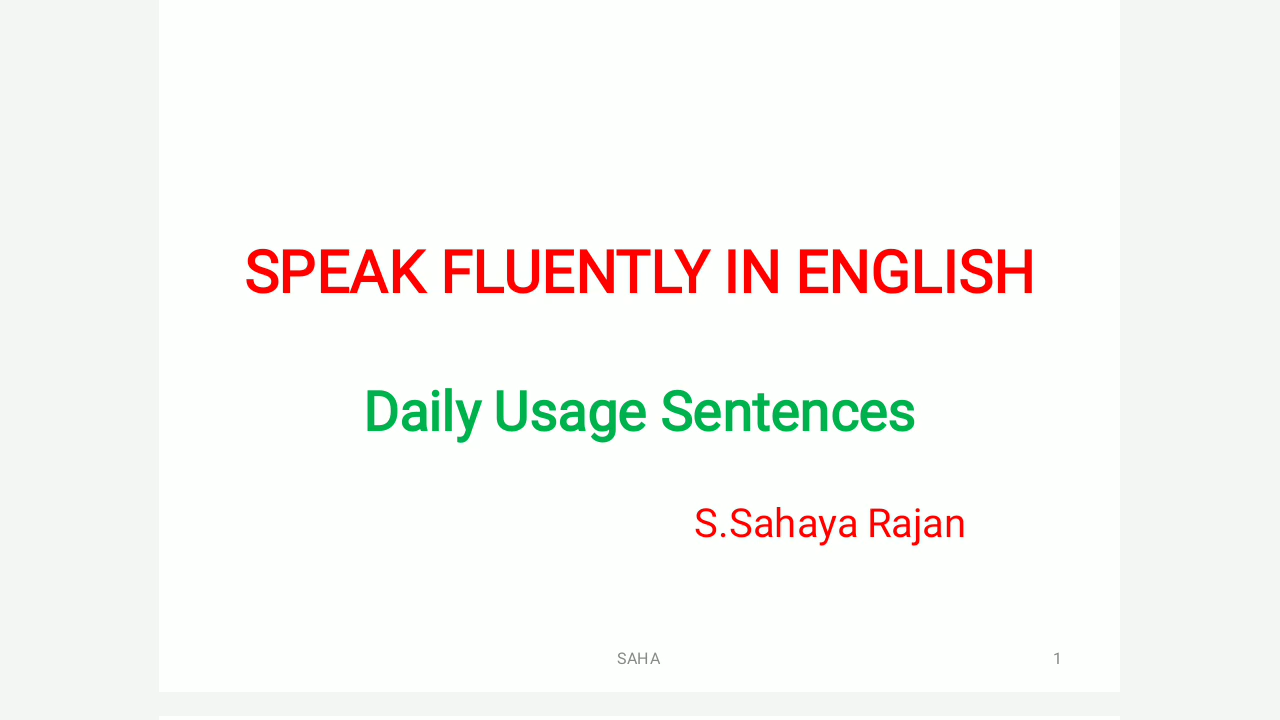 SPEAK FLUENTLY IN ENGLISH
Daily Usage Sentences
S.Sahaya Rajan
SAHA
1